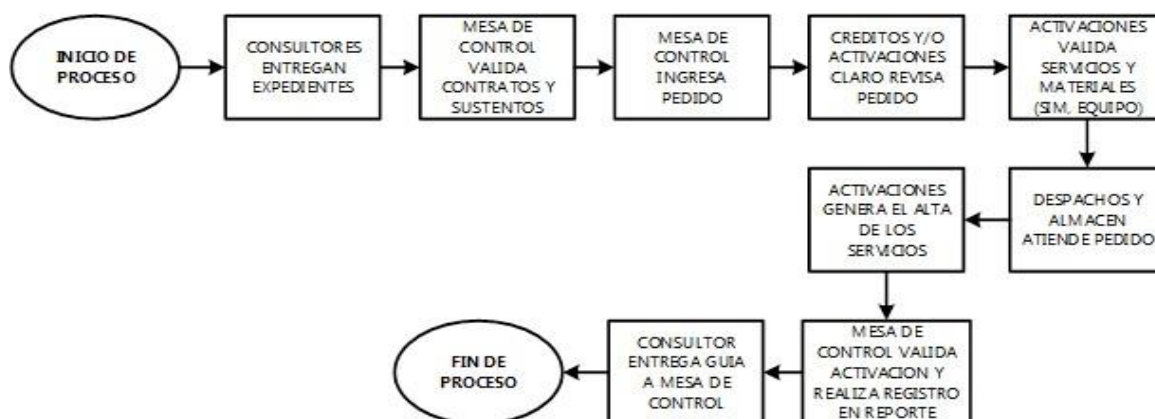 INICIO DE
PROCESO
CONSULTORES
ENTREGAN
EXPEDIENTES
MESA DE
CONTROL
VALIDA
CONTRATOS Y
SUSTENTOS
MESA DE
CONTROL
INGRESA
PEDIDO
CREDITOS Y/O
ACTIVACIONES
CLARO REVISA
PEDIDO
ACTIVACIONES
VALIDA
SERVICIOS Y
MATERIALES
(SIM, EQUIPO)
DESPACHOS Y
ALMACEN
ATIENDE PEDIDO
ACTIVACIONES
GENERA EL ALTA
DE LOS
SERVICIOS
MESA DE
CONTROL VALIDA
ACTIVACION Y
REALIZA REGISTRO
EN REPORTE
CONSULTOR
ENTREGA GUIA
A MESA DE
CONTROL
FIN DE
PROCESO